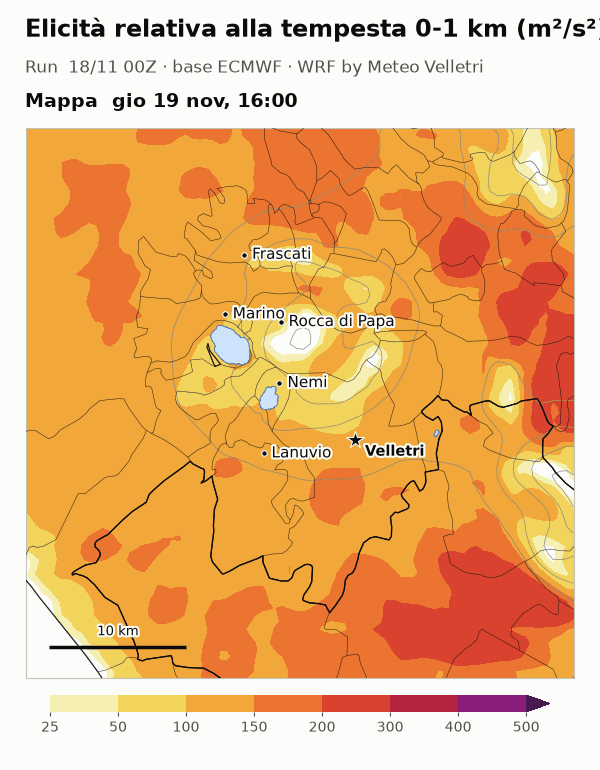 Elicità relativa alla tempesta 0-1 km (m²/s²)
Run  18/11 00Z · base ECMWF · WRF by Meteo Velletri
Mappa  gio 19 nov, 16:00
Frascati
Marino
Rocca di Papa
Nemi
Velletri
Lanuvio
10 km
25 50 100 150 200 300 400 500